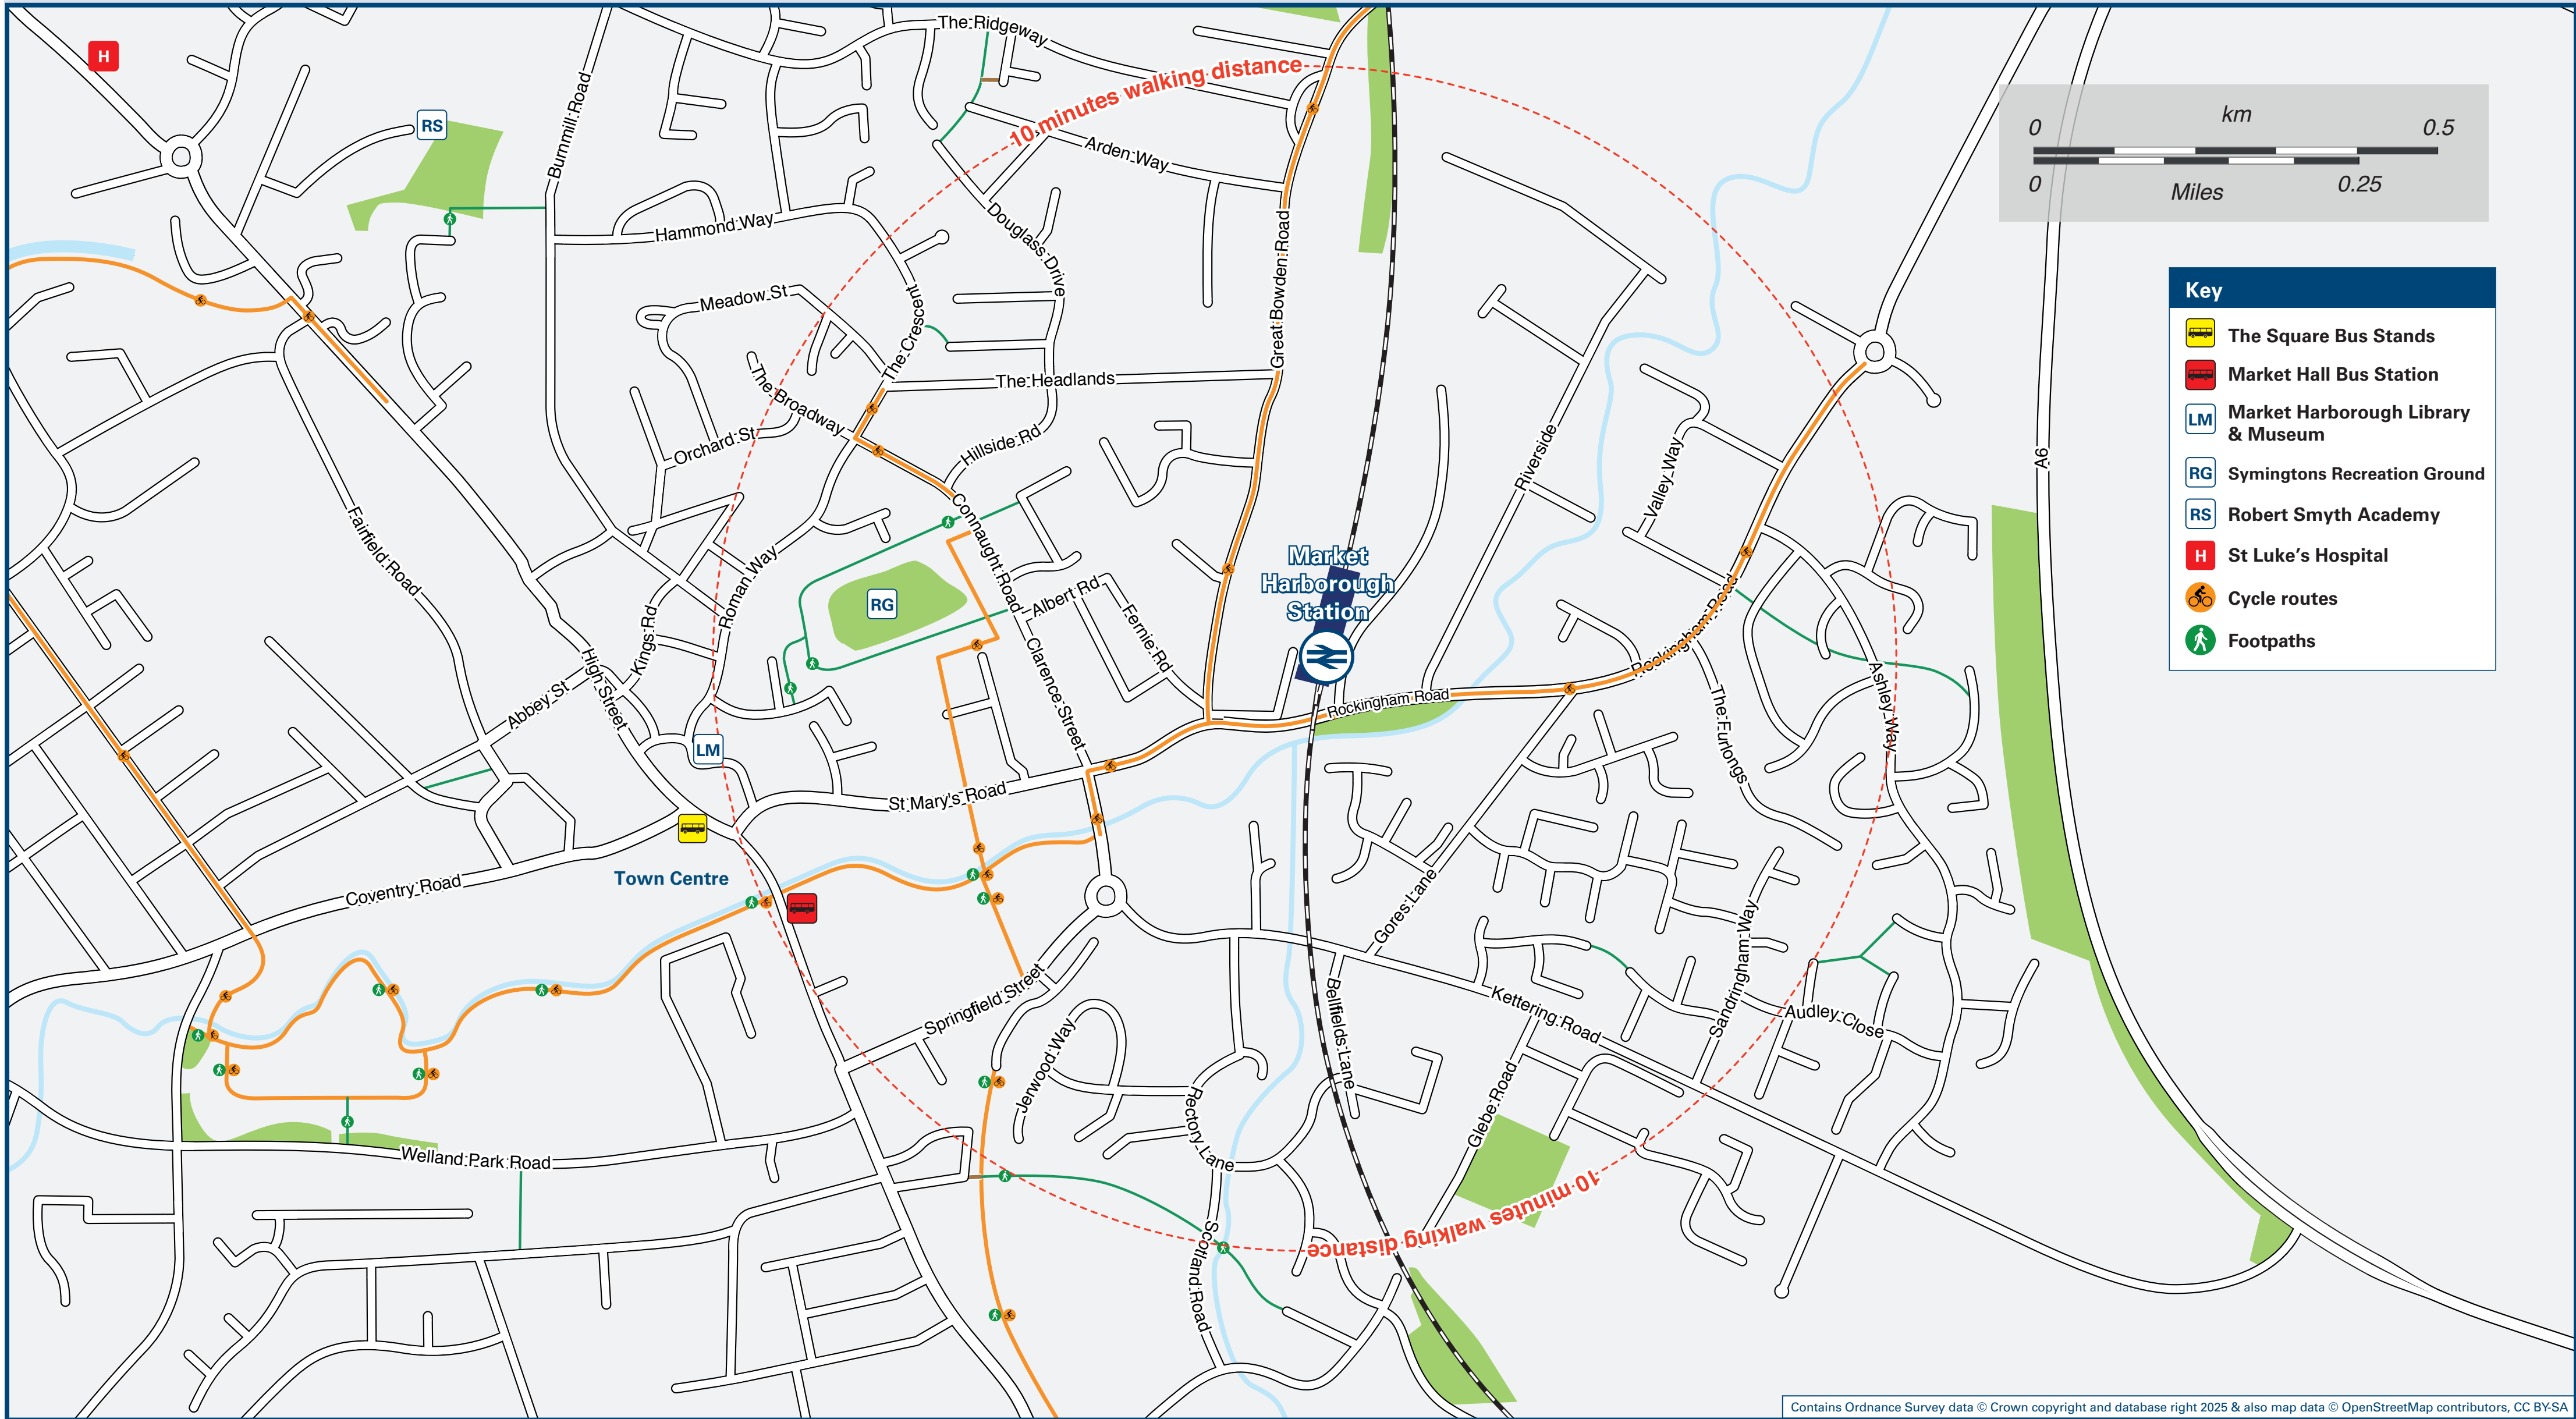 The Ridgeway
H
10 minutes walking distance
km
0
0.5
0
Miles
0.25
RS
Burnmill Road
Arden Way
Hammond Way
Douglass Drive
Great Bowden Road
Meadow St
The Crescent
Key
The Square Bus Stands
Market Hall Bus Station
LM
Market Harborough Library
& Museum
RG
Symingtons Recreation Ground
RS
Robert Smyth Academy
H
St Luke's Hospital
Cycle routes
Footpaths
The Headlands
The Broadway
Orchard St
Hillside Rd
Riverside
Valley Way
A6
Fairfield Road
Connaught Road
Roman Way
Market
Harborough
Station
RG
Albert Rd
Fernie Rd
Kings Rd
High Street
Abbey St
Clarence Street
Rockingham Road
Rockingham Road
The Furlongs
Ashley Way
LM
St Mary's Road
Town Centre
Coventry Road
Gores Lane
Sandringham Way
Springfield Street
Bellfields Lane
Kettering Road
Audley Close
Jerwood Way
Rectory Lane
Glebe Road
Welland Park Road
10 minutes walking distance
Scotland Road
Contains Ordnance Survey data © Crown copyright and database right 2025 & also map data © OpenStreetMap contributors, CC BY-SA